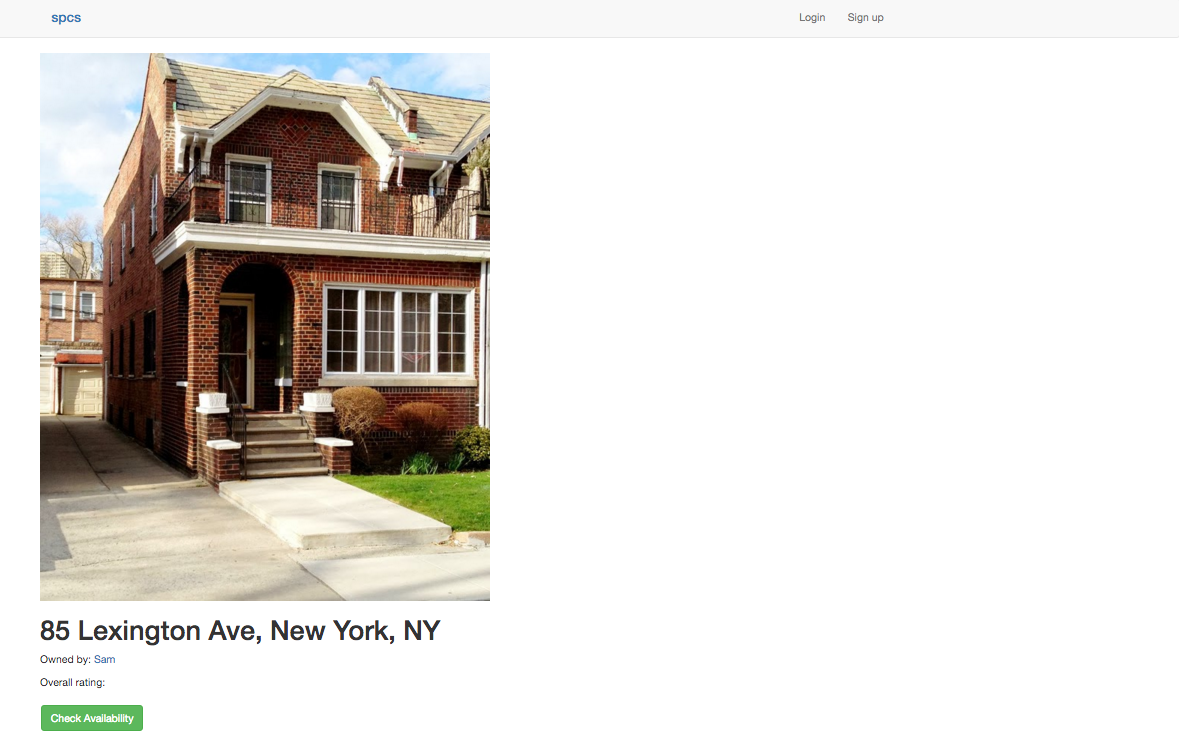 spcs
Login
Sign up
85 Lexington Ave, New York, NY
Owned by: Sam
Overall rating:
Check Availability